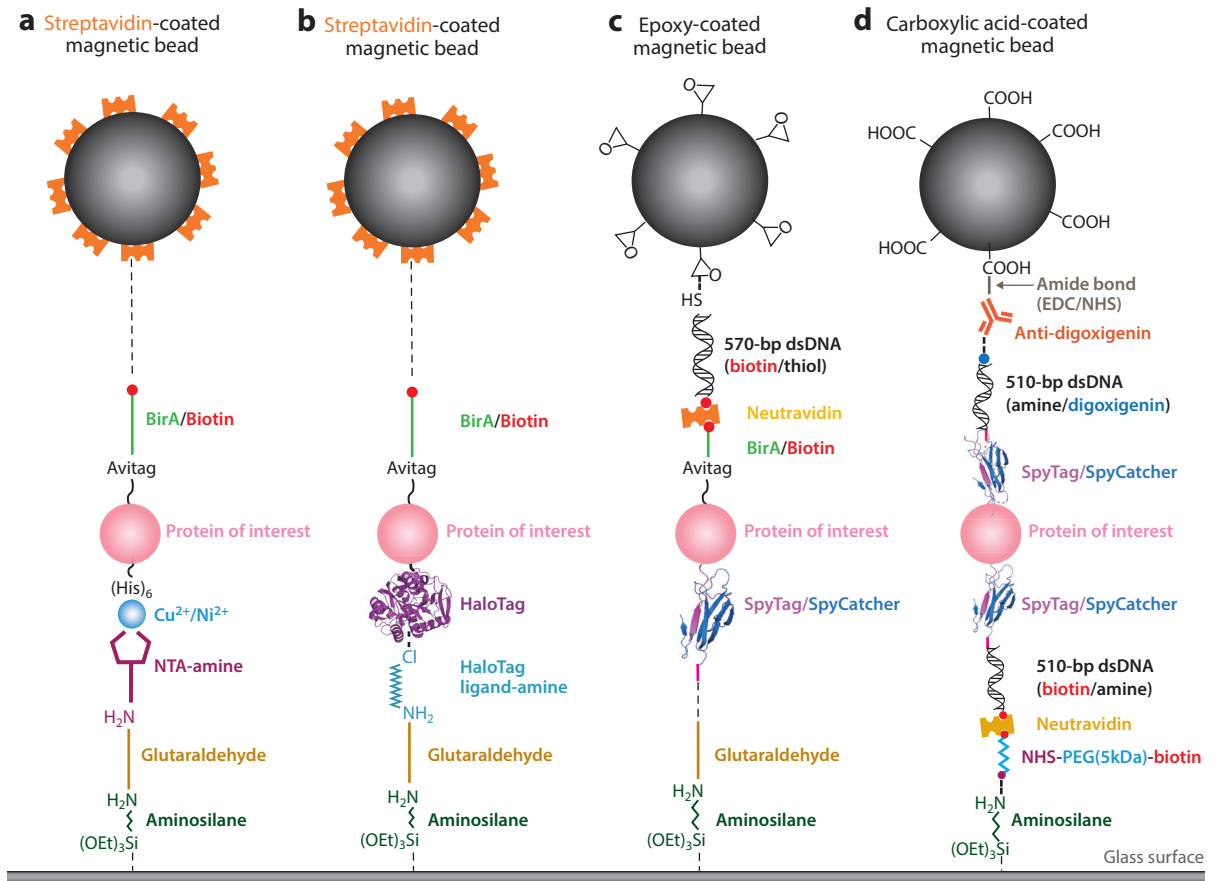 a Streptavidin-coated
magnetic bead
BirA/Biotin
Avitag
Protein of interest
(His)6
Cu2+/Ni2+
NTA-amine
H2N
Glutaraldehyde
H2N
Aminosilane
(OEt)3Si
b Streptavidin-coated
magnetic bead
BirA/Biotin
Avitag
Protein of interest
HaloTag
Cl
HaloTag
ligand-amine
NH2
Glutaraldehyde
H2N
Aminosilane
(OEt)3Si
c Epoxy-coated
magnetic bead
O
O
O
O
O
O
HS
570-bp dsDNA
(biotin/thiol)
Neutravidin
BirA/Biotin
Avitag
Protein of interest
SpyTag/SpyCatcher
Glutaraldehyde
H2N
Aminosilane
(OEt)3Si
d Carboxylic acid-coated
magnetic bead
COOH
HOOC
COOH
COOH
HOOC
COOH
Amide bond
(EDC/NHS)
Anti-digoxigenin
510-bp dsDNA
(amine/digoxigenin)
SpyTag/SpyCatcher
Protein of interest
SpyTag/SpyCatcher
510-bp dsDNA
(biotin/amine)
Neutravidin
NHS-PEG(5kDa)-biotin
H2N
Aminosilane
(OEt)3Si
Glass surface